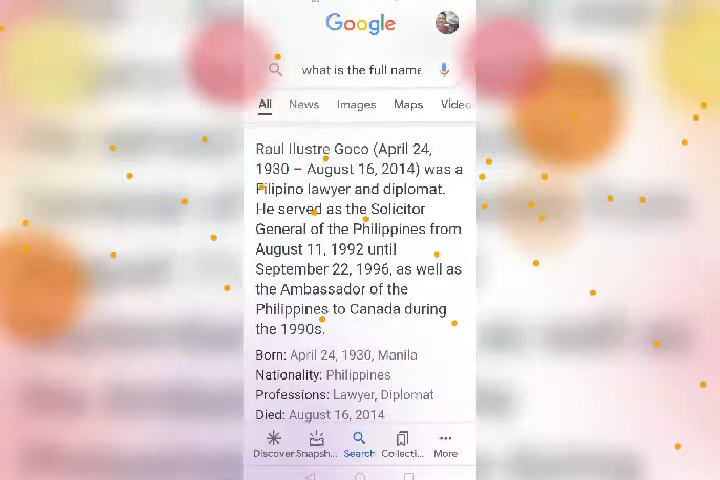 Google
what is the full name
All News Images Maps Video
Raul Ilustre Goco (April 24,
1930 – August 16, 2014) was a
Filipino lawyer and diplomat.
He served as the Solicitor
General of the Philippines from
August 11, 1992 until
September 22, 1996, as well as
the Ambassador of the
Philippines to Canada during
the 1990s.
Born: April 24, 1930, Manila
Nationality: Philippines
Professions: Lawyer, Diplomat
Died: August 16, 2014
Discover Snapsh... Search Collecti... More